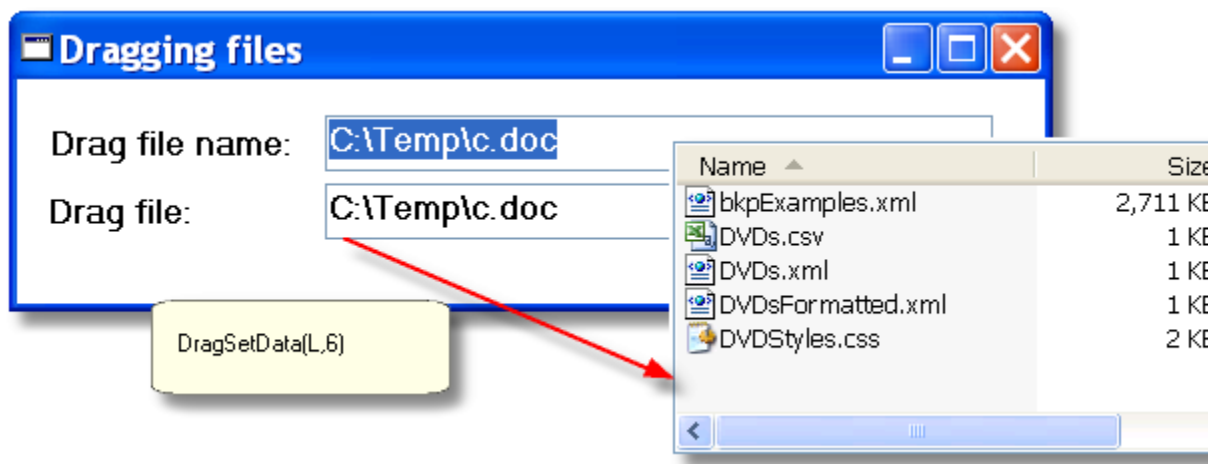 Dragging files
Drag file name: C:\Temp\c.doc
Drag file: C:\Temp\c.doc
DragSetData(L,6)
Name Size
bkpExamples.xml 2,711 KB
DVDs.csv 1 KB
DVDs.xml 1 KB
DVDsFormatted.xml 1 KB
DVDStyles.css 2 KB